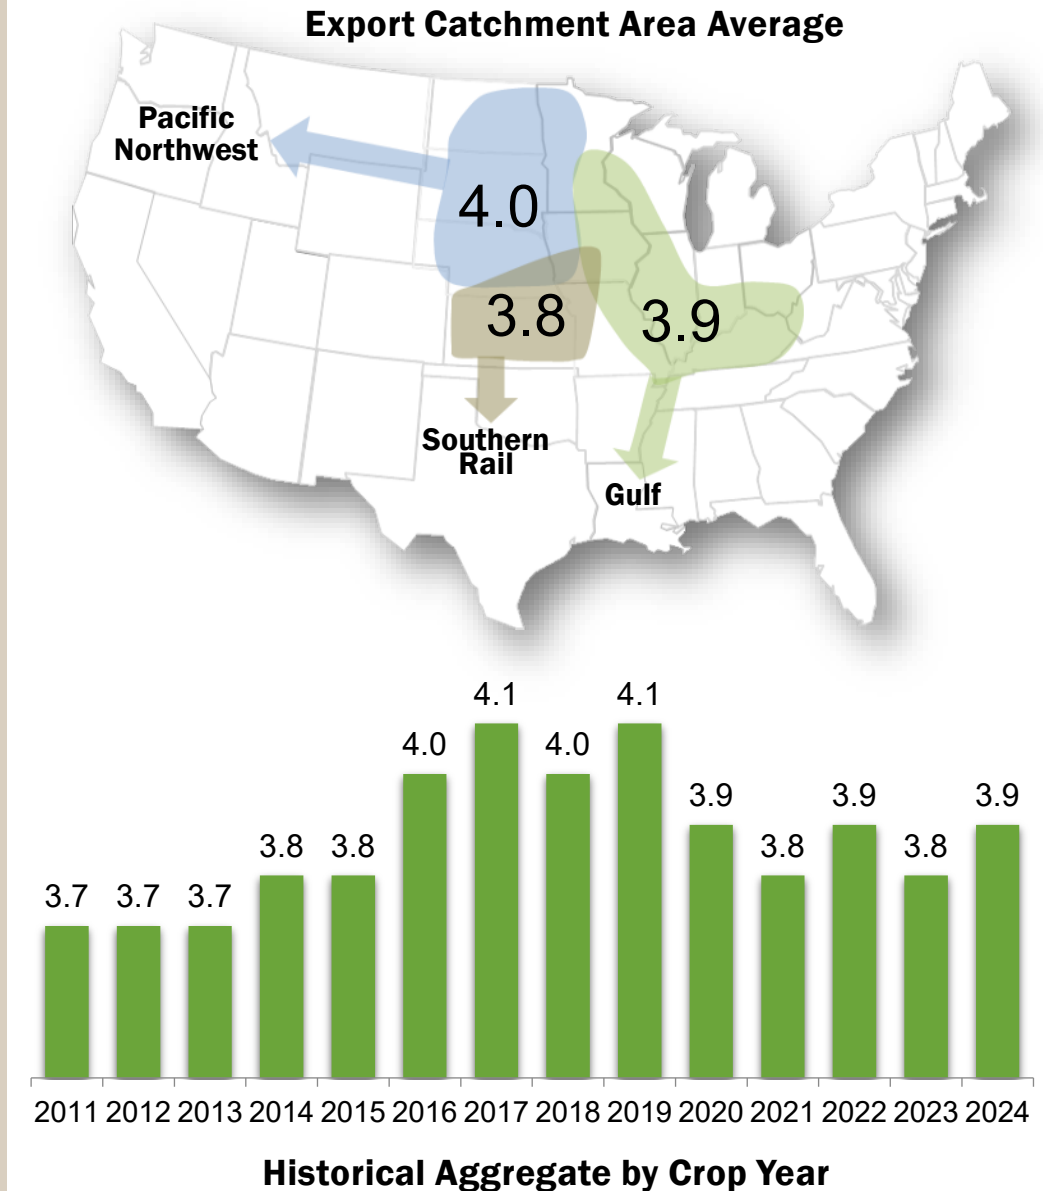 Export Catchment Area Average
Pacific
Northwest
4.0
3.8
3.9
Southern
Rail
Gulf
4.1
4.1
4.0
4.0
3.9
3.9
3.9
3.8
3.8
3.8
3.8
3.7
3.7
3.7
2011 2012 2013 2014 2015 2016 2017 2018 2019 2020 2021 2022 2023 2024
Historical Aggregate by Crop Year